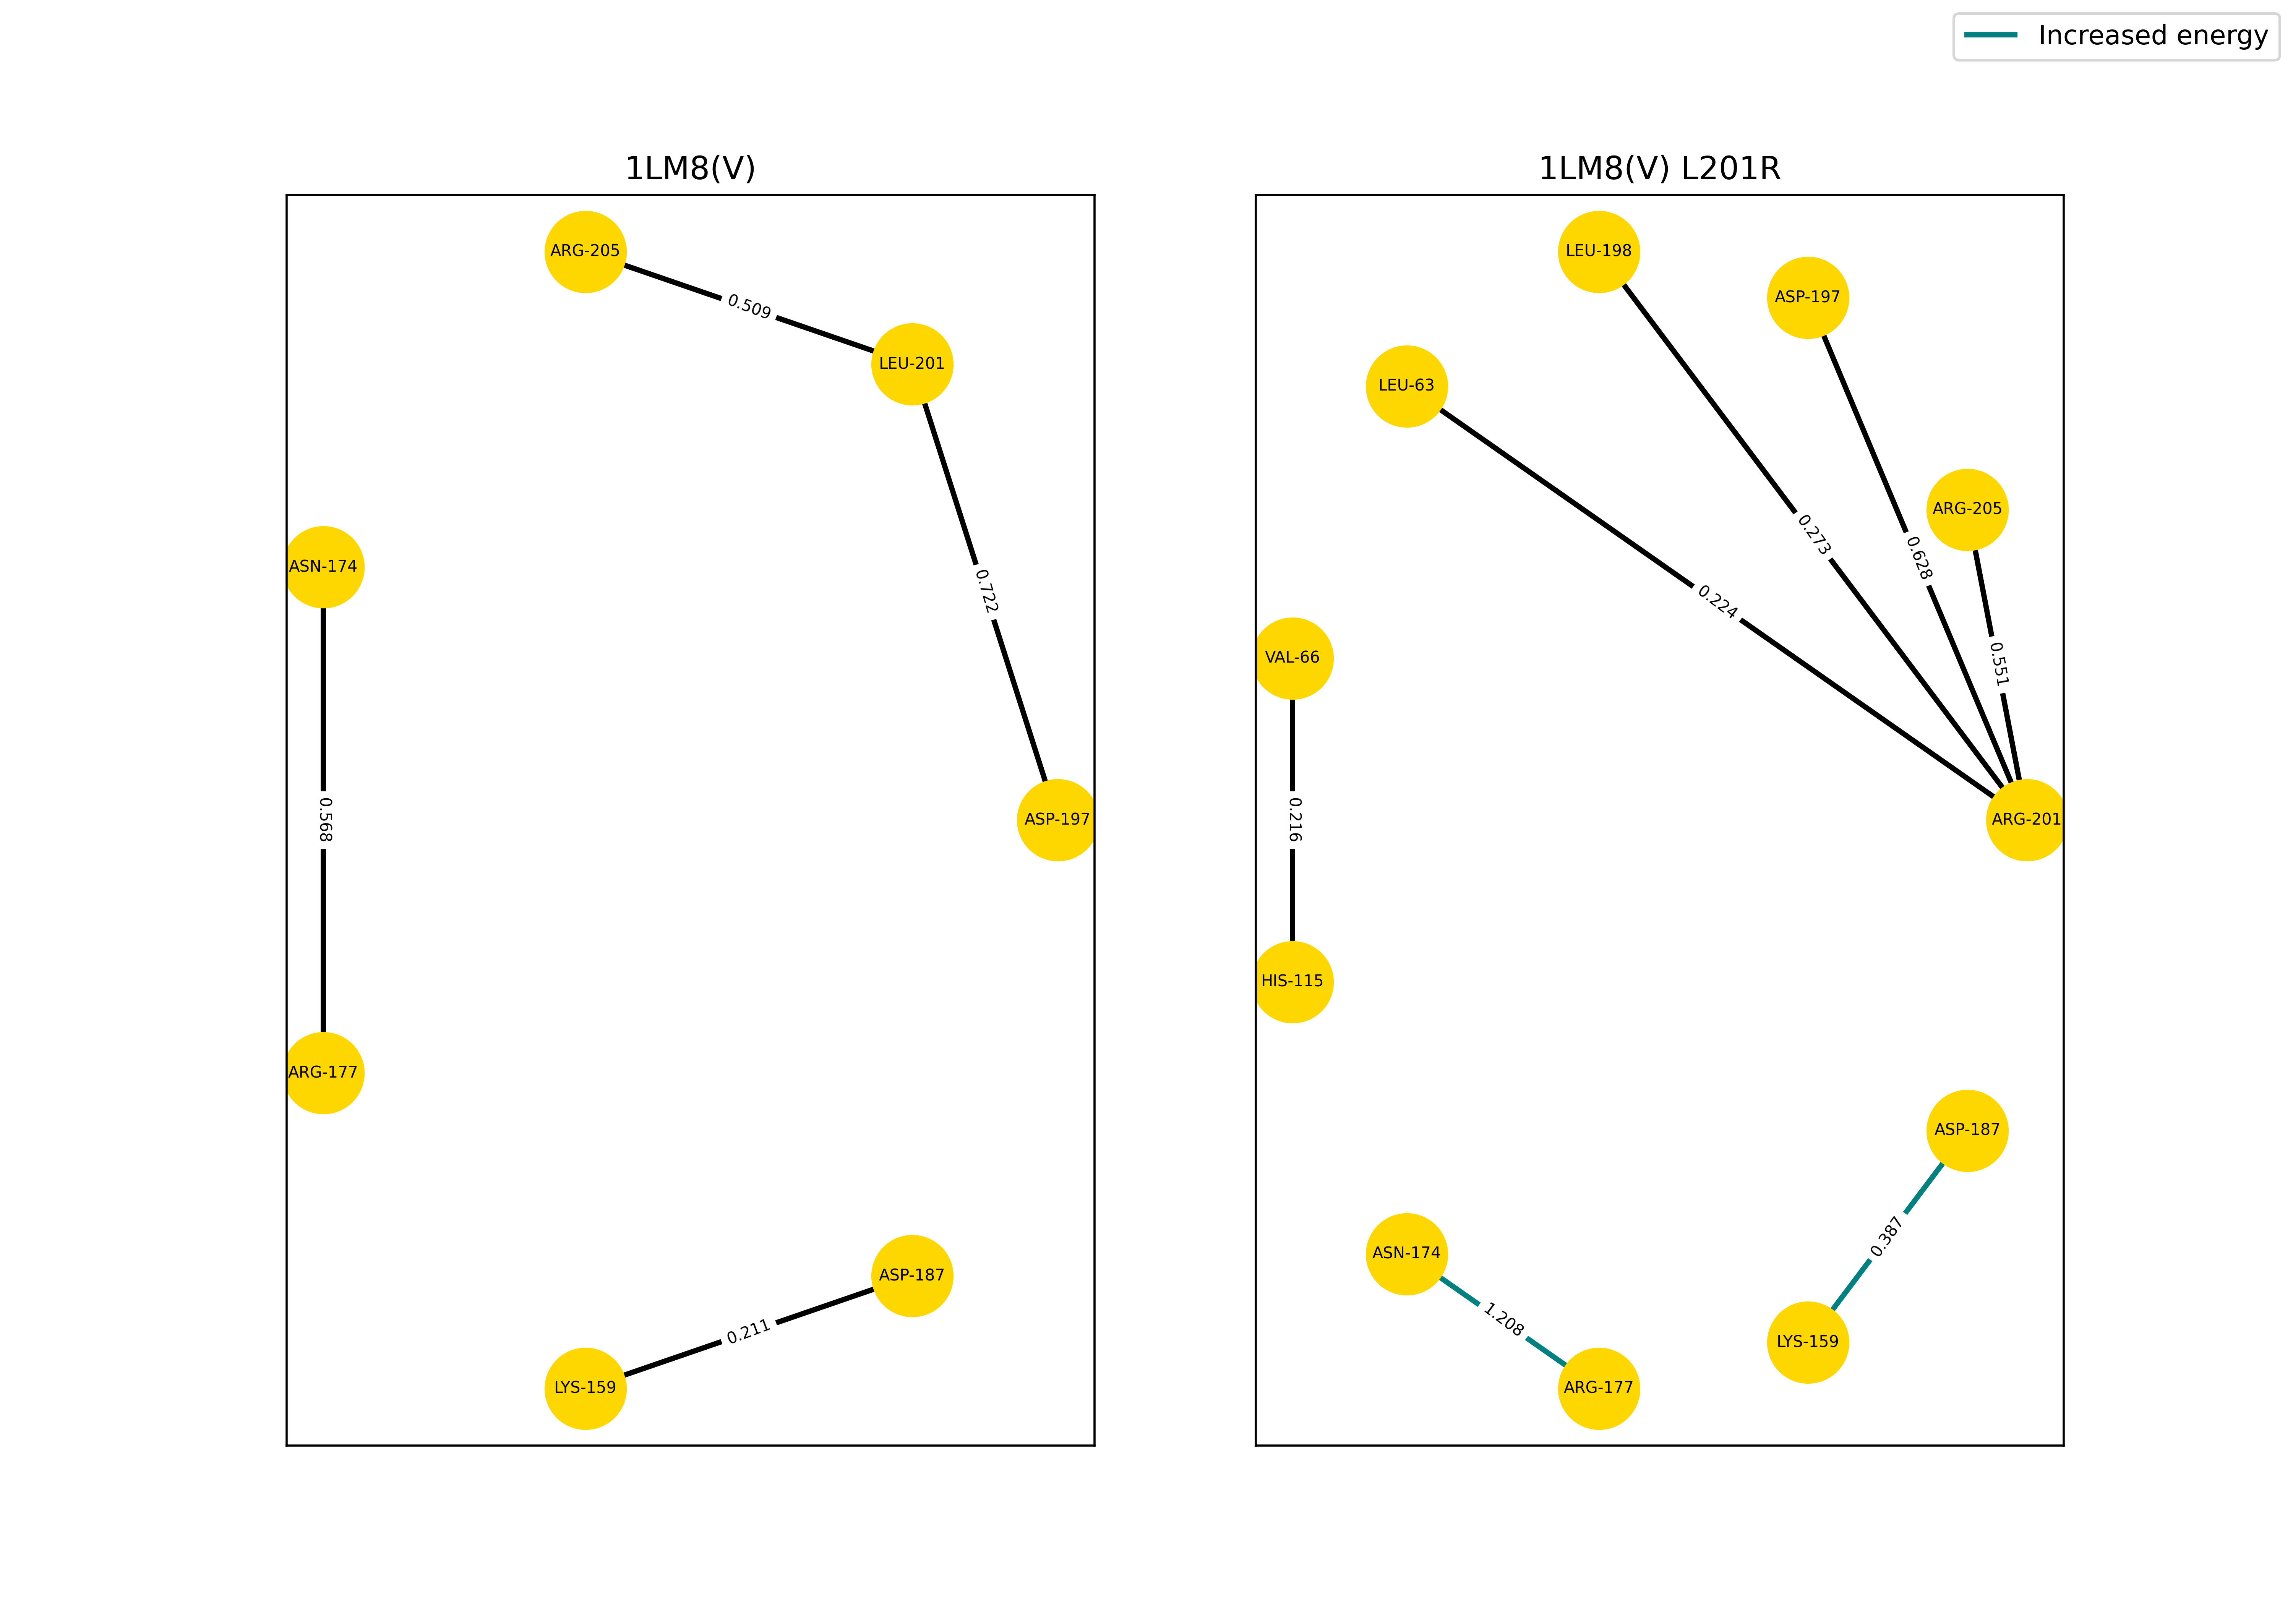 Increased energy
1LM8(V)
ARG-205
0.509
LEU-201
ASN-174
0.722
0.568
ASP-197
ARG-177
ASP-187
0.211
LYS-159
1LM8(V) L201R
LEU-198
ASP-197
LEU-63
ARG-205
0.273
0.628
0.224
0.551
VAL-66
0.216
ARG-201
HIS-115
ASP-187
0.387
ASN-174
1.208
LYS-159
ARG-177